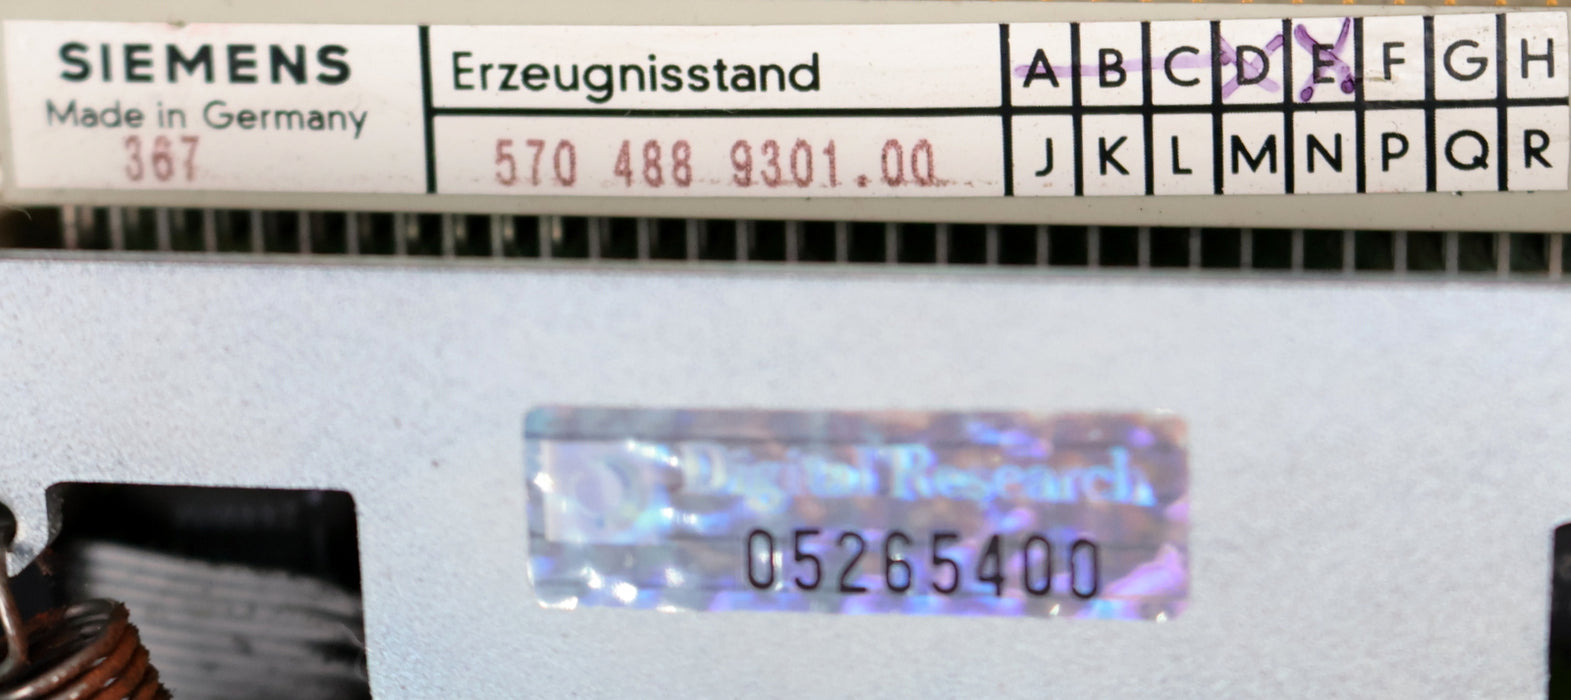 SIEMENS
Made in Germany
367
Erzeugnisstand
570 488 9301.00
A B C D E F G H
J K L M N P Q R
Digital Research
05265400